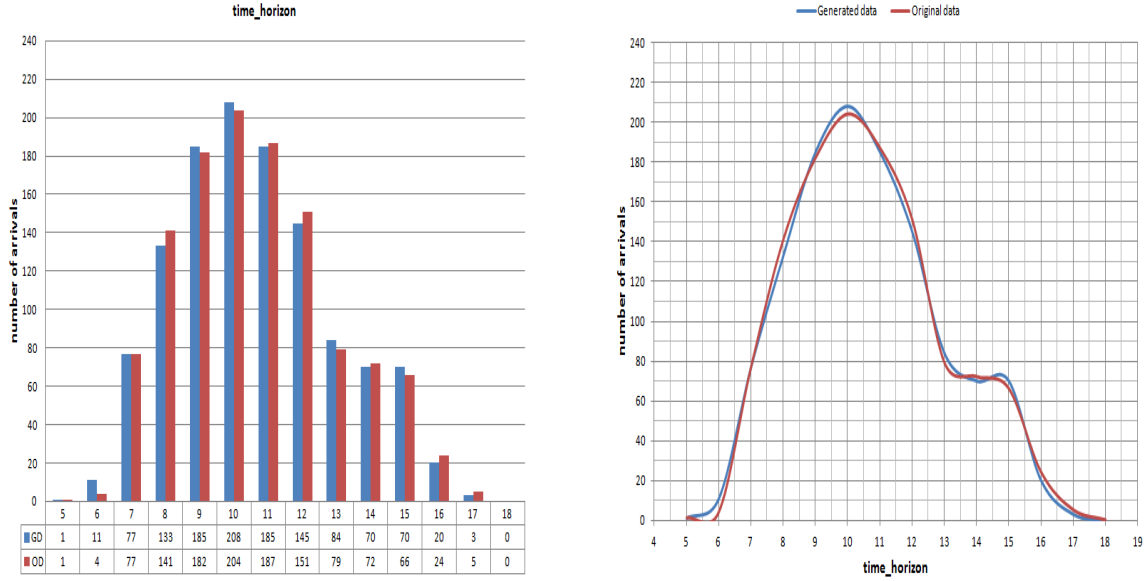 time_horizon
number of arrivals
240
220
200
180
160
140
120
100
80
60
40
20
0
5 6 7 8 9 10 11 12 13 14 15 16 17 18
GD 1 11 77 133 185 208 185 145 84 70 70 20 3 0
OD 1 4 77 141 182 204 187 151 79 72 66 24 5 0
Generated data Original data
number of arrivals
240
220
200
180
160
140
120
100
80
60
40
20
0
4 5 6 7 8 9 10 11 12 13 14 15 16 17 18 19
time_horizon